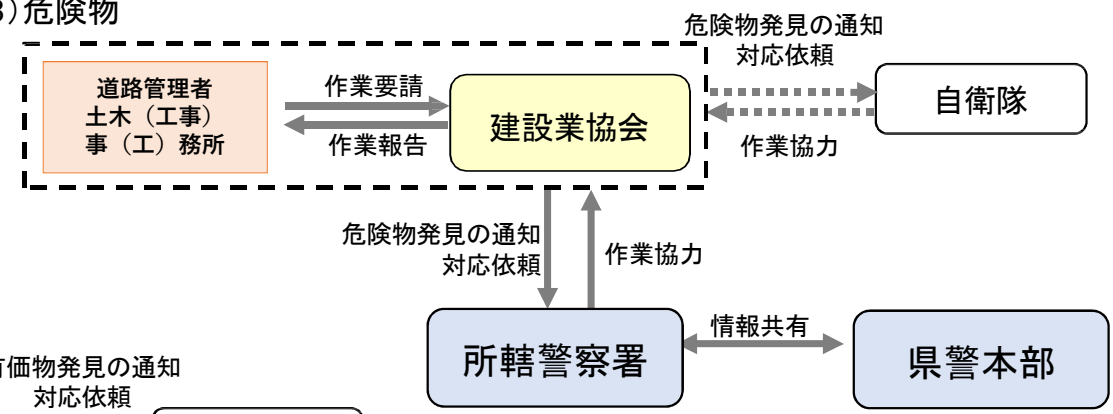 3)危険物
危険物発見の通知
対応依頼
道路管理者
土木（工事）
事（工）務所
作業要請
作業報告
建設業協会
自衛隊
作業協力
危険物発見の通知
対応依頼
作業協力
所轄警察署
情報共有
県警本部
有価物発見の通知
対応依頼